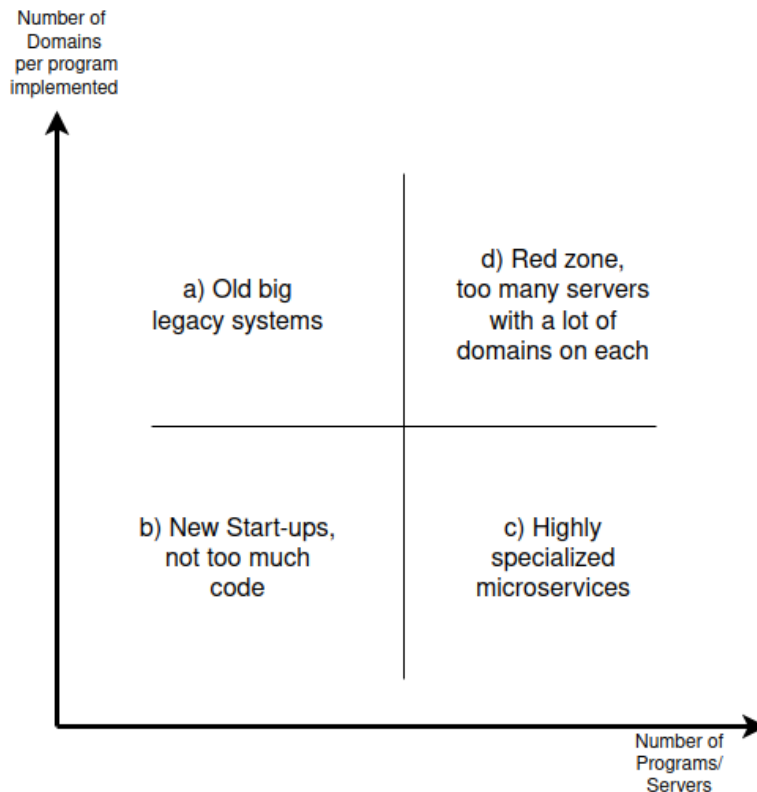 Number of
Domains
per program
implemented
a) Old big
legacy systems
d) Red zone,
too many servers
with a lot of
domains on each
b) New Start-ups,
not too much
code
c) Highly
specialized
microservices
Number of
Programs/
Servers